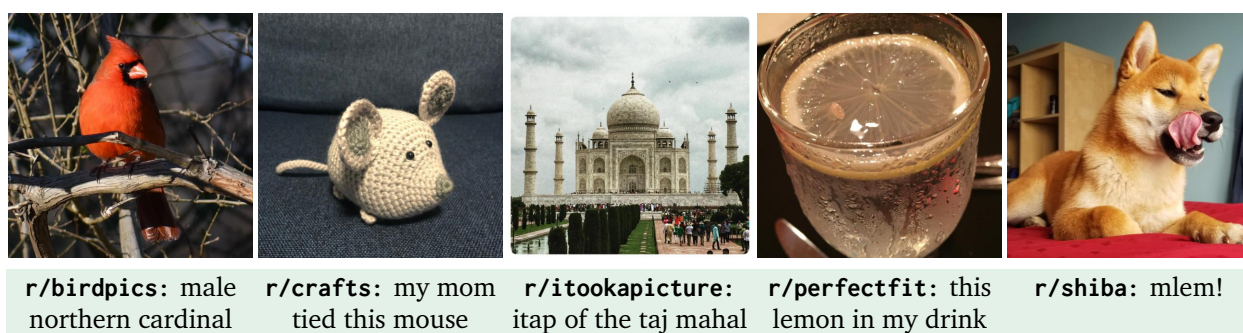 r/birdpics: male
northern cardinal
r/crafts: my mom
tied this mouse
r/itookapicture:
itap of the taj mahal
r/perfectfit: this
lemon in my drink
r/shiba: mlem!